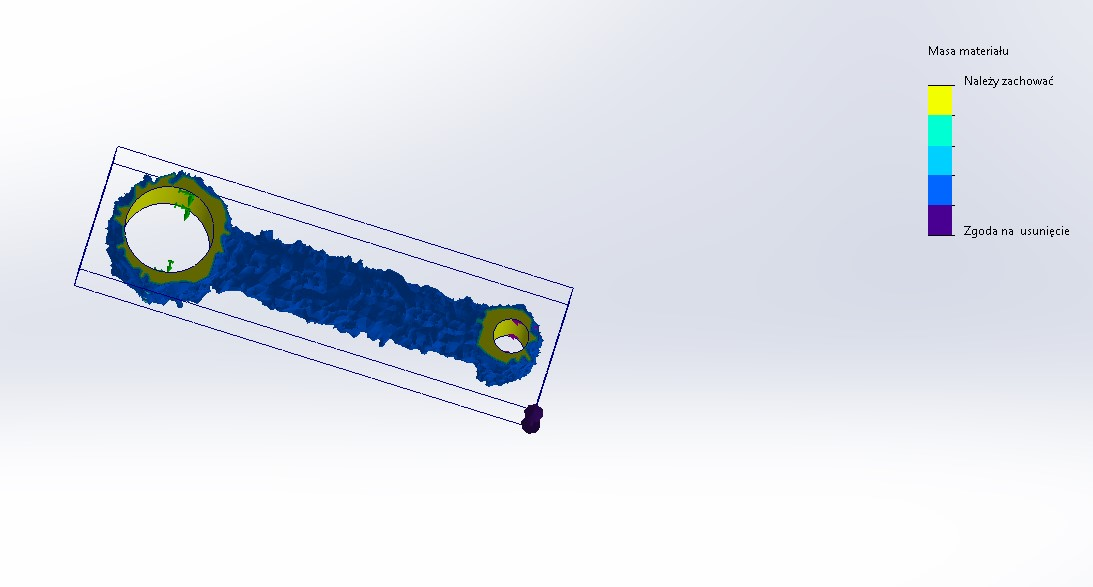 Masa materiału
Należy zachować
Zgoda na usunięcie